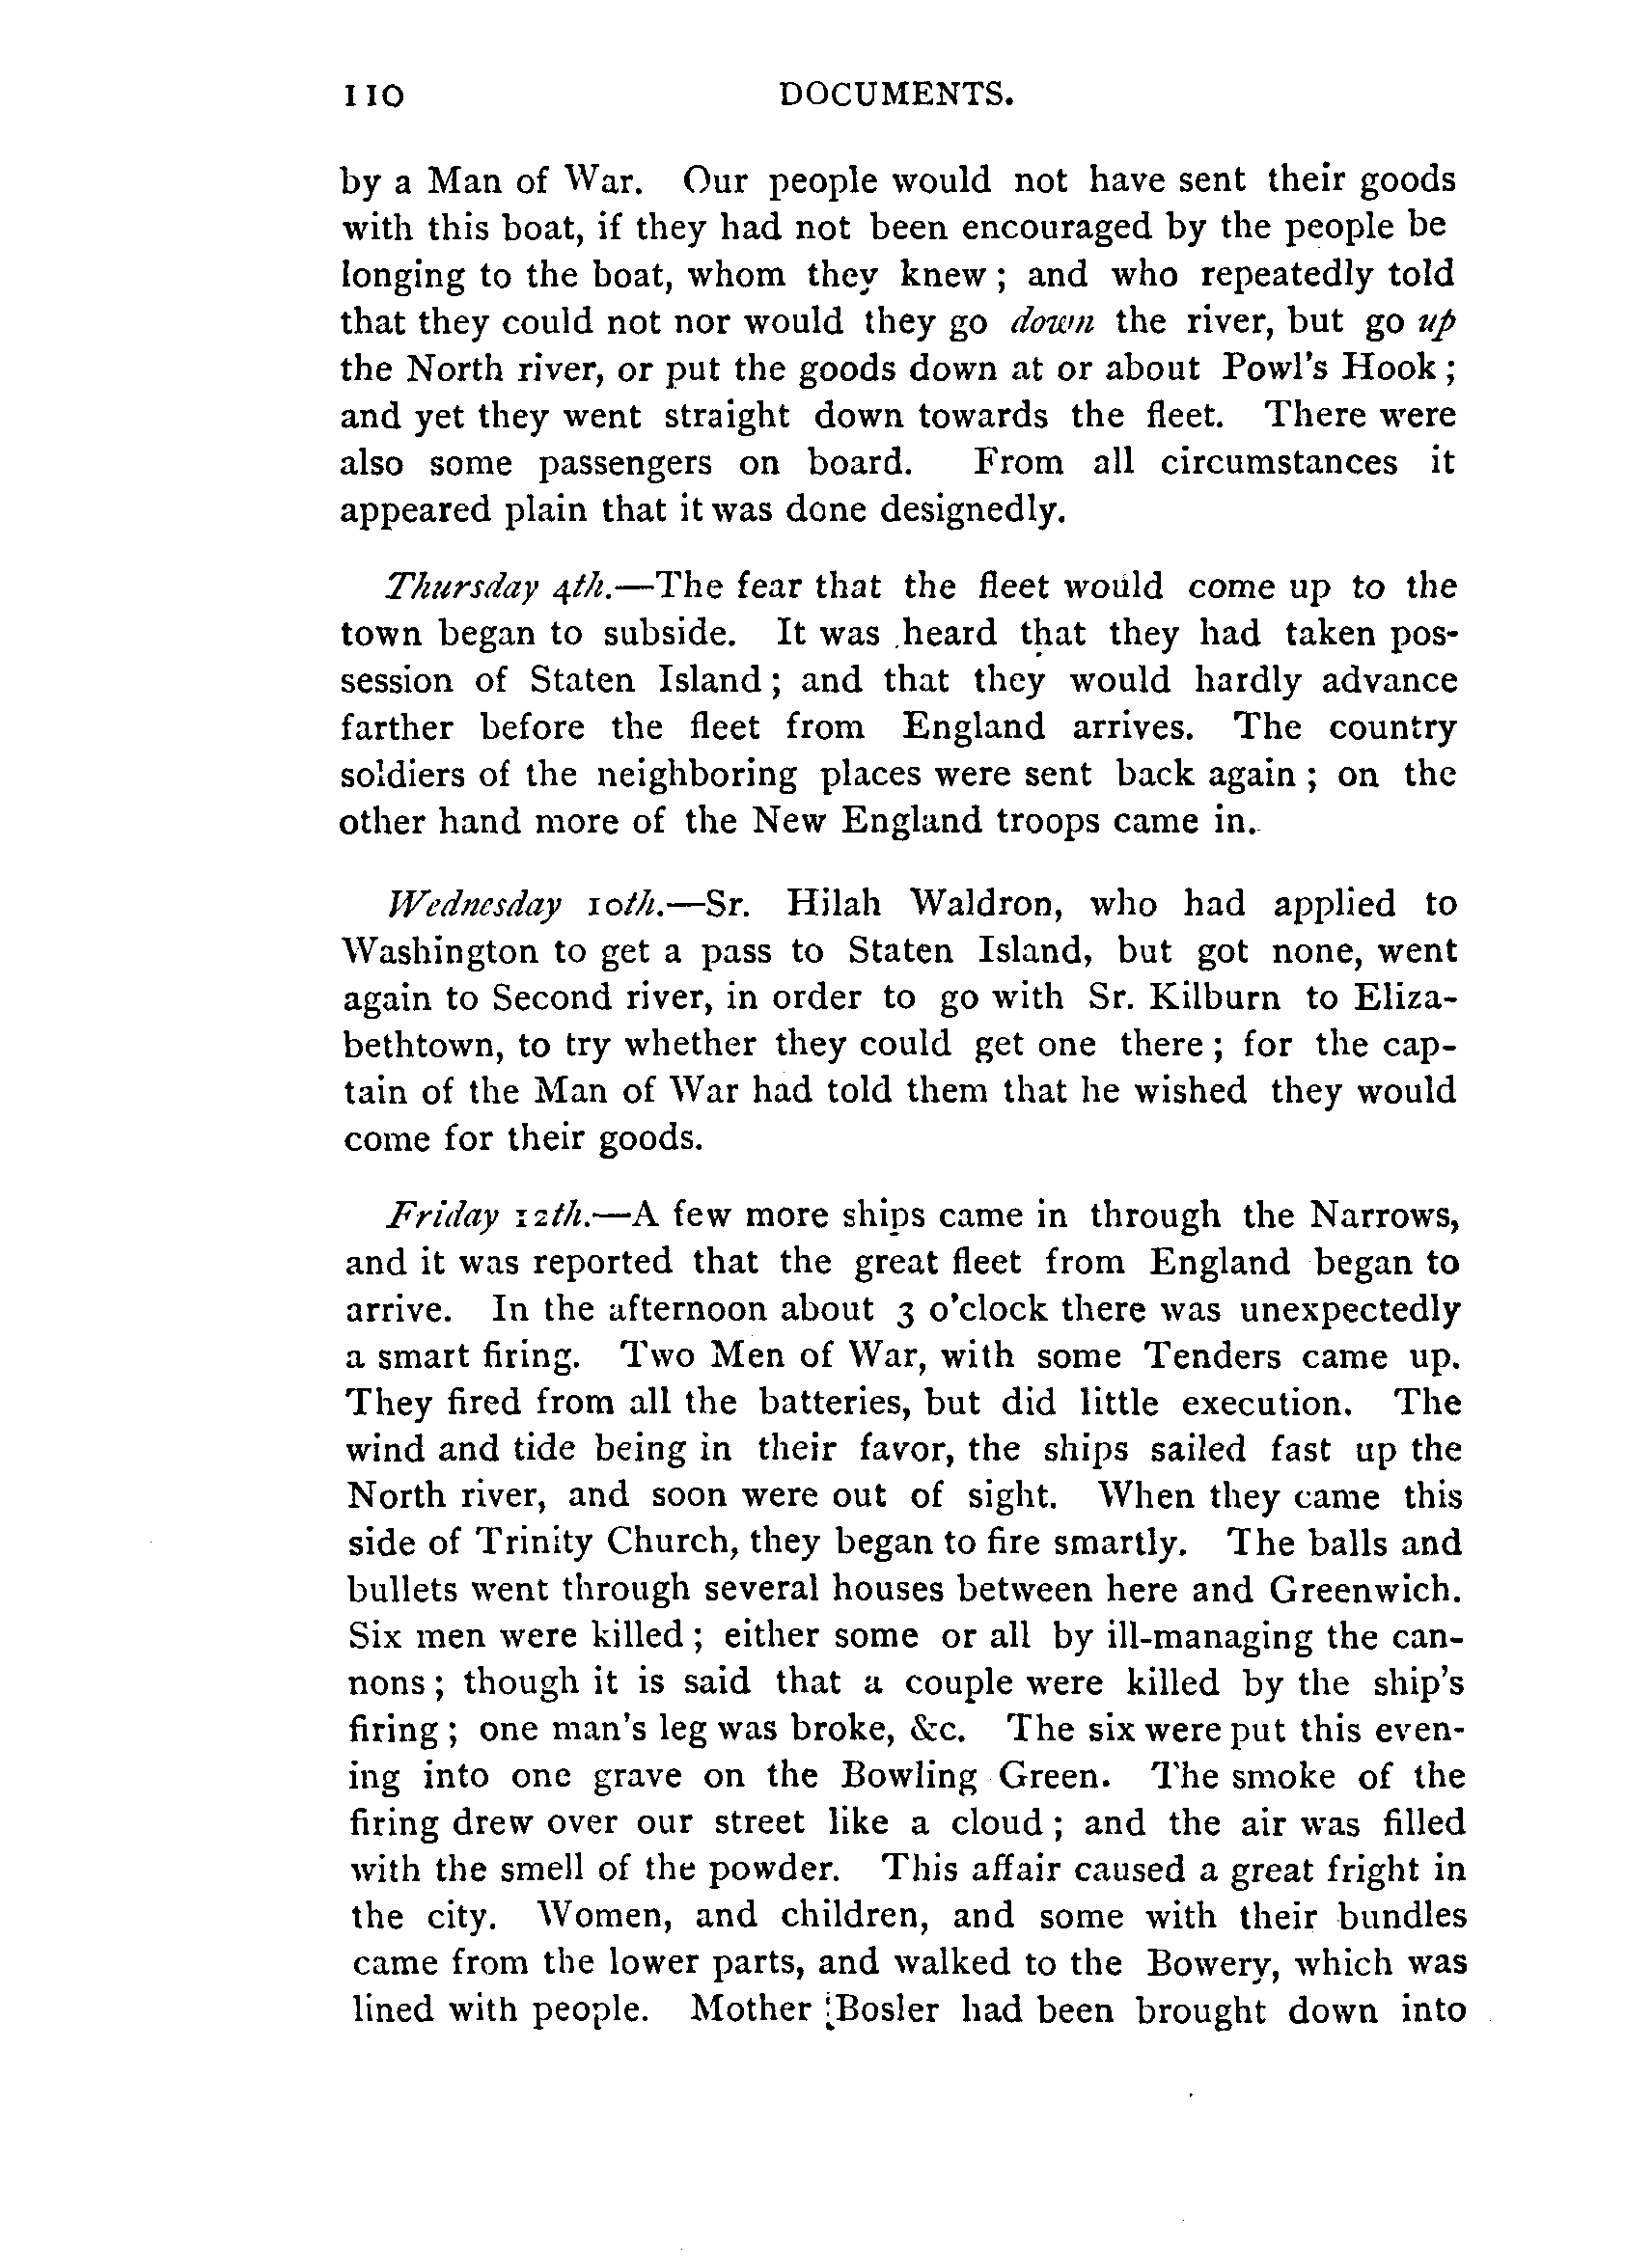 110 DOCUMENTS.
by a Man of War. Our people would not have sent their goods
with this boat, if they had not been encouraged by the people be
longing to the boat, whom they knew; and who repeatedly told
that they could not nor would they go down the river, but go up
the North river, or put the goods down at or about Powl's Hook;
and yet they went straight down towards the fleet. There were
also some passengers on board. From all circumstances it
appeared plain that it was done designedly.
Thursday 4th.—The fear that the fleet would come up to the
town began to subside. It was heard that they had taken pos-
session of Staten Island; and that they would hardly advance
farther before the fleet from England arrives. The country
soldiers of the neighboring places were sent back again; on the
other hand more of the New England troops came in.
Wednesday 10th.—Sr. Hilah Waldron, who had applied to
Washington to get a pass to Staten Island, but got none, went
again to Second river, in order to go with Sr. Kilburn to Eliza-
bethtown, to try whether they could get one there; for the cap-
tain of the Man of War had told them that he wished they would
come for their goods.
Friday 12th.—A few more ships came in through the Narrows,
and it was reported that the great fleet from England began to
arrive. In the afternoon about 3 o'clock there was unexpectedly
a smart firing. Two Men of War, with some Tenders came up.
They fired from all the batteries, but did little execution. The
wind and tide being in their favor, the ships sailed fast up the
North river, and soon were out of sight. When they came this
side of Trinity Church, they began to fire smartly. The balls and
bullets went through several houses between here and Greenwich.
Six men were killed; either some or all by ill-managing the can-
nons; though it is said that a couple were killed by the ship's
firing; one man's leg was broke, &c. The six were put this even-
ing into one grave on the Bowling Green. The smoke of the
firing drew over our street like a cloud; and the air was filled
with the smell of the powder. This affair caused a great fright in
the city. Women, and children, and some with their bundles
came from the lower parts, and walked to the Bowery, which was
lined with people. Mother Bosler had been brought down into